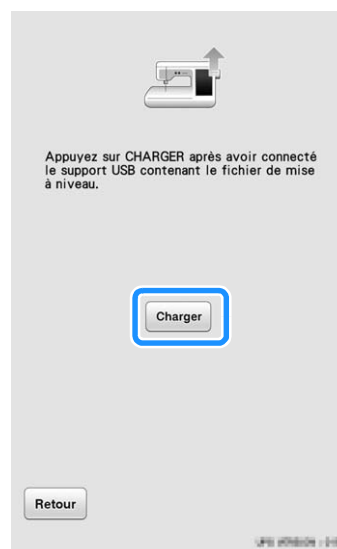 Appuyez sur CHARGER après avoir connecté
le support USB contenant le fichier de mise
à niveau.
Charger
Retour